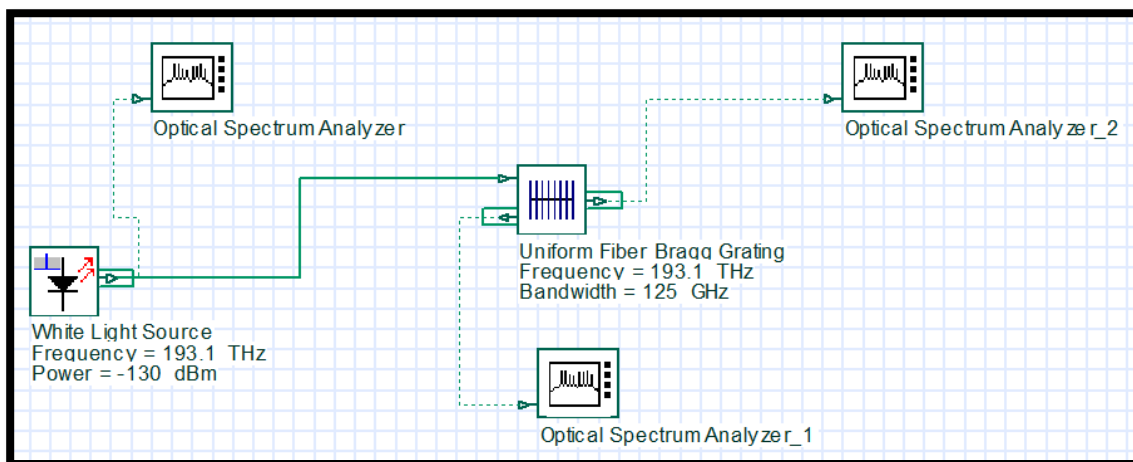 Optical Spectrum Analyzer
Optical Spectrum Analyzer_2
Uniform Fiber Bragg Grating
Frequency = 193.1 THz
Bandwidth = 125 GHz
White Light Source
Frequency = 193.1 THz
Power = -130 dBm
Optical Spectrum Analyzer_1